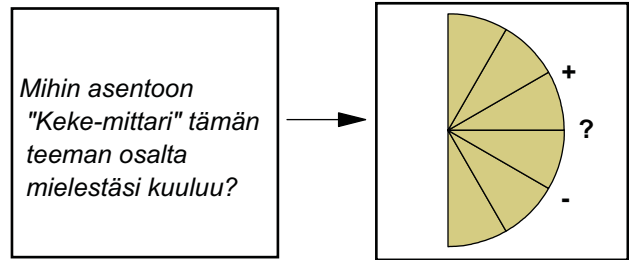 Mihin asentoon
"Keke-mittari" tämän
teeman osalta
mielestäsi kuuluu?
+
?
-